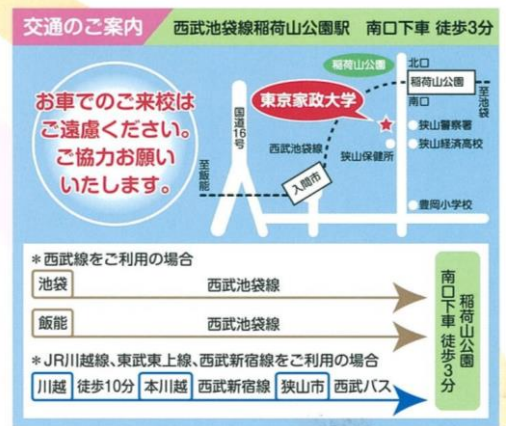 交通のご案内
西武池袋線稲荷山公園駅 南口下車 徒歩3分
お車でのご来校は
ご遠慮ください。
ご協力お願い
いたします。
稲荷山公園
北口
稲荷山公園
南口
至池袋
東京家政大学
国道16号
西武池袋線
狭山保健所
狭山警察署
狭山経済高校
至飯能
入間市
豊岡小学校
*西武線をご利用の場合
池袋 西武池袋線
飯能 西武池袋線
*JR川越線、東武東上線、西武新宿線をご利用の場合
川越 徒歩10分 本川越 西武新宿線 狭山市 西武バス
稲荷山公園
南口下車 徒歩3分